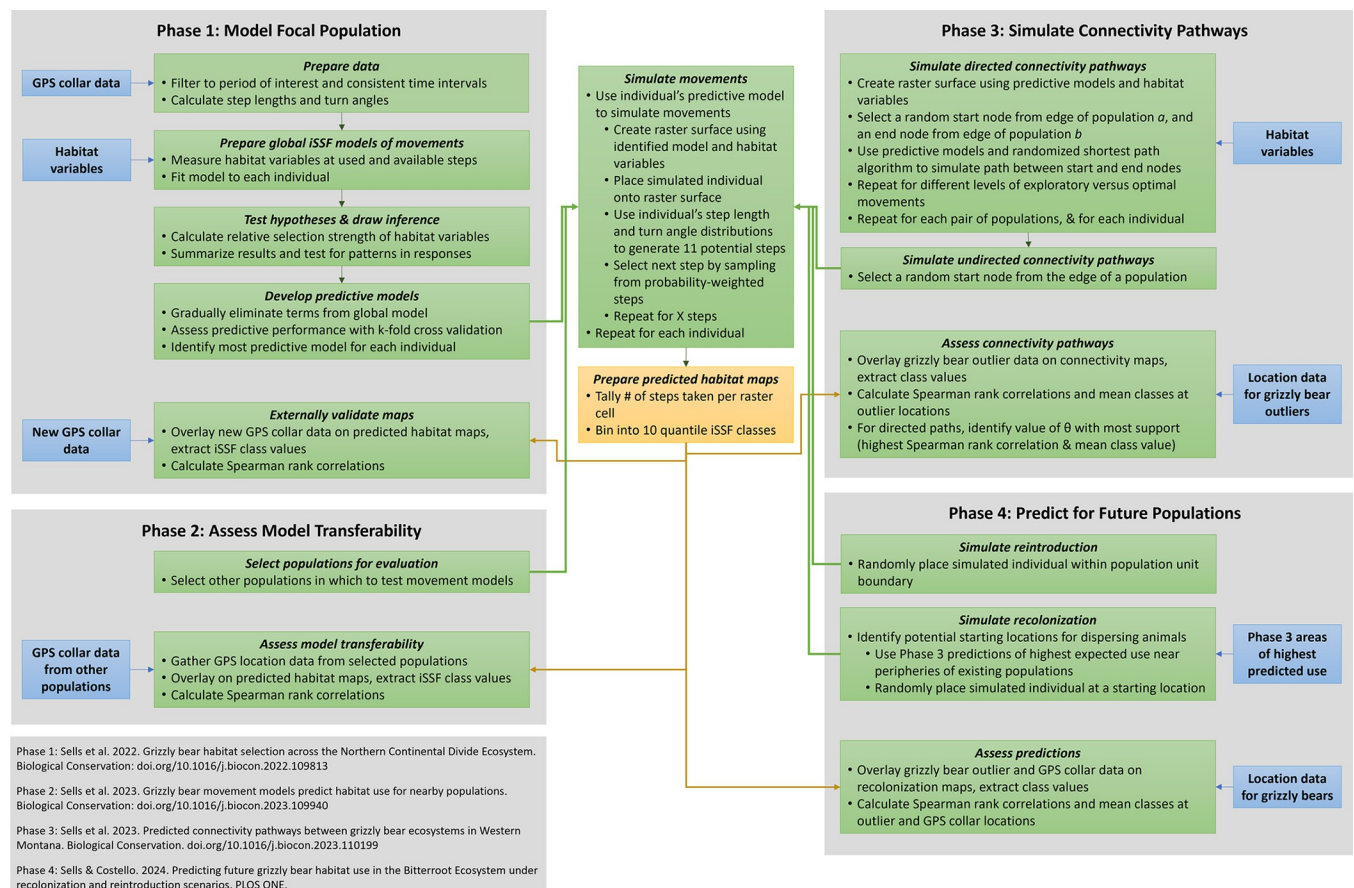 Phase 1: Model Focal Population
GPS collar data
Prepare data
• Filter to period of interest and consistent time intervals
• Calculate step lengths and turn angles
Habitat
variables
Prepare global iSSF models of movements
• Measure habitat variables at used and available steps
• Fit model to each individual
Test hypotheses & draw inference
• Calculate relative selection strength of habitat variables
• Summarize results and test for patterns in responses
Develop predictive models
• Gradually eliminate terms from global model
• Assess predictive performance with k-fold cross validation
• Identify most predictive model for each individual
New GPS collar
data
Externally validate maps
• Overlay new GPS collar data on predicted habitat maps,
extract iSSF class values
• Calculate Spearman rank correlations
Phase 2: Assess Model Transferability
Select populations for evaluation
• Select other populations in which to test movement models
GPS collar data
from other
populations
Assess model transferability
• Gather GPS location data from selected populations
• Overlay on predicted habitat maps, extract iSSF class values
• Calculate Spearman rank correlations
Phase 1: Sells et al. 2022. Grizzly bear habitat selection across the Northern Continental Divide Ecosystem.
Biological Conservation: doi.org/10.1016/j.biocon.2022.109813
Phase 2: Sells et al. 2023. Grizzly bear movement models predict habitat use for nearby populations.
Biological Conservation: doi.org/10.1016/j.biocon.2023.109940
Phase 3: Sells et al. 2023. Predicted connectivity pathways between grizzly bear ecosystems in Western
Montana. Biological Conservation. doi.org/10.1016/j.biocon.2023.110199
Phase 4: Sells & Costello. 2024. Predicting future grizzly bear habitat use in the Bitterroot Ecosystem under
recolonization and reintroduction scenarios. PLOS ONE.
Simulate movements
• Use individual's predictive model
to simulate movements
• Create raster surface using
identified model and habitat
variables
• Place simulated individual
onto raster surface
• Use individual's step length
and turn angle distributions
to generate 11 potential steps
• Select next step by sampling
from probability-weighted
steps
• Repeat for X steps
• Repeat for each individual
Prepare predicted habitat maps
• Tally # of steps taken per raster
cell
• Bin into 10 quantile iSSF classes
Phase 3: Simulate Connectivity Pathways
Simulate directed connectivity pathways
• Create raster surface using predictive models and habitat
variables
• Select a random start node from edge of population a, and
an end node from edge of population b
• Use predictive models and randomized shortest path
algorithm to simulate path between start and end nodes
• Repeat for different levels of exploratory versus optimal
movements
• Repeat for each pair of populations, & for each individual
Habitat
variables
Simulate undirected connectivity pathways
• Select a random start node from the edge of a population
Assess connectivity pathways
• Overlay grizzly bear outlier data on connectivity maps,
extract class values
• Calculate Spearman rank correlations and mean classes at
outlier locations
• For directed paths, identify value of θ with most support
(highest Spearman rank correlation & mean class value)
Location data
for grizzly bear
outliers
Phase 4: Predict for Future Populations
Simulate reintroduction
• Randomly place simulated individual within population unit
boundary
Simulate recolonization
• Identify potential starting locations for dispersing animals
• Use Phase 3 predictions of highest expected use near
peripheries of existing populations
• Randomly place simulated individual at a starting location
Phase 3 areas
of highest
predicted use
Assess predictions
• Overlay grizzly bear outlier and GPS collar data on
recolonization maps, extract class values
• Calculate Spearman rank correlations and mean classes at
outlier and GPS collar locations
Location data
for grizzly bears